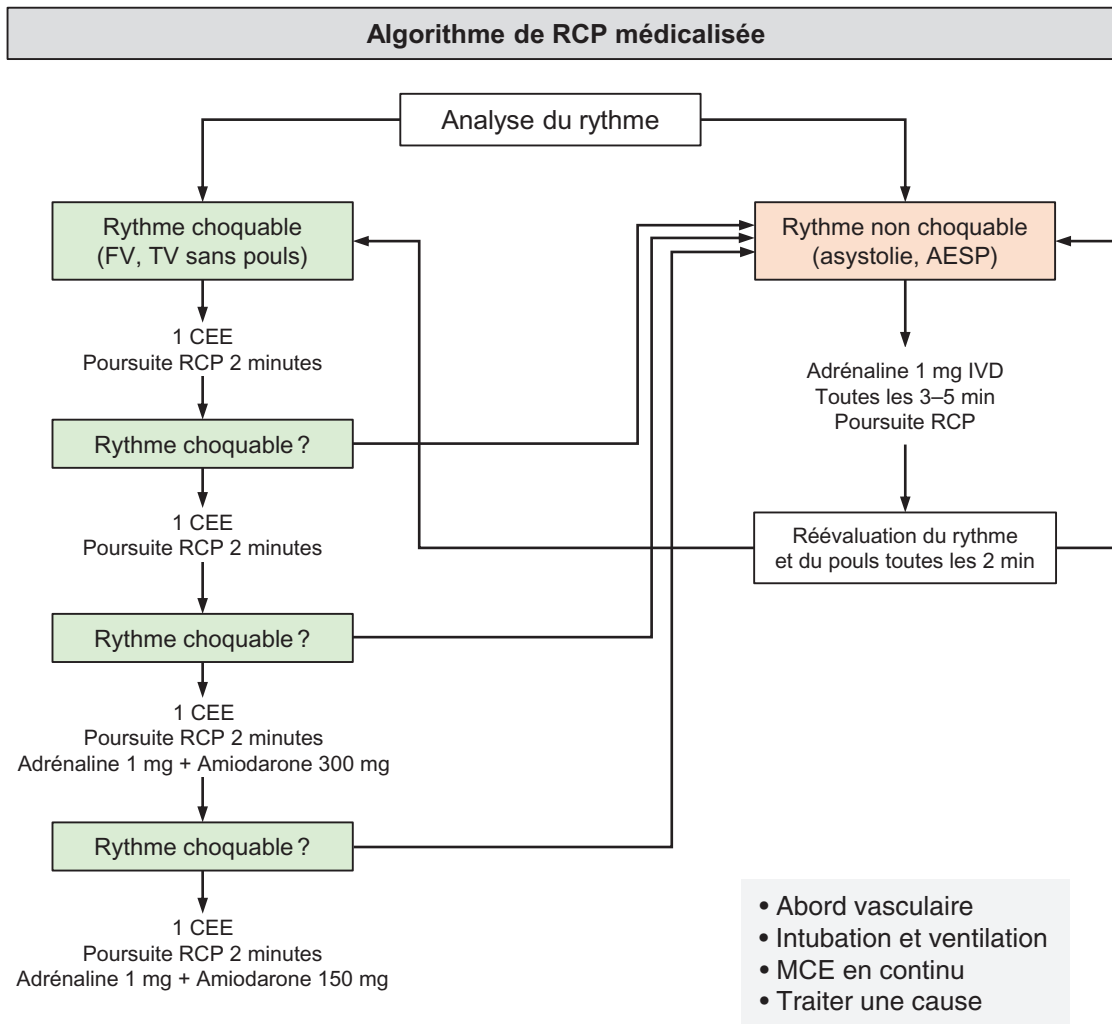 Algorithme de RCP médicalisée
Analyse du rythme
Rythme choquable
(FV, TV sans pouls)
1 CEE
Poursuite RCP 2 minutes
Rythme choquable ?
1 CEE
Poursuite RCP 2 minutes
Rythme choquable ?
1 CEE
Poursuite RCP 2 minutes
Adrénaline 1 mg + Amiodarone 300 mg
Rythme choquable ?
1 CEE
Poursuite RCP 2 minutes
Adrénaline 1 mg + Amiodarone 150 mg
Rythme non choquable
(asystolie, AESP)
Adrénaline 1 mg IVD
Toutes les 3–5 min
Poursuite RCP
Réévaluation du rythme
et du pouls toutes les 2 min
• Abord vasculaire
• Intubation et ventilation
• MCE en continu
• Traiter une cause